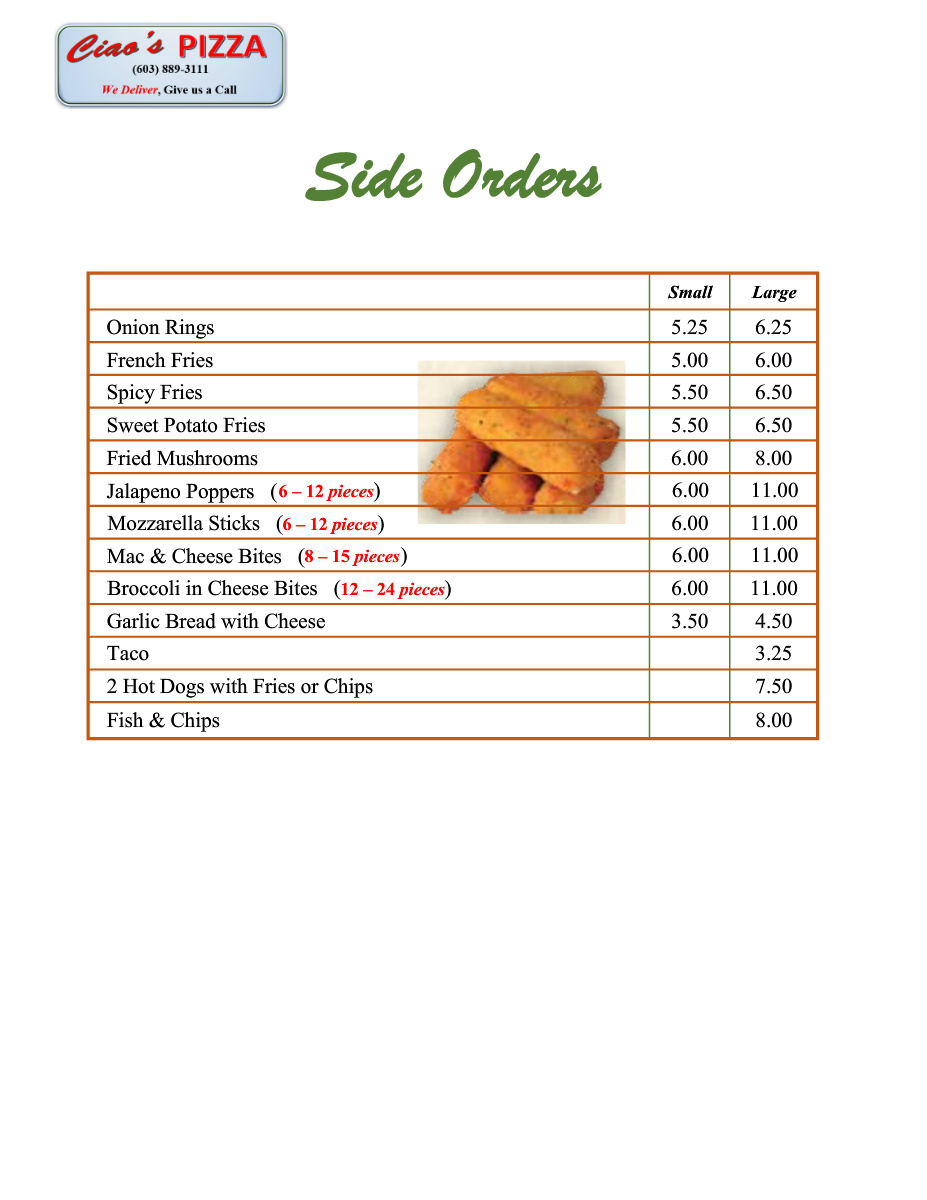 Ciao's PIZZA
(603) 889-3111
We Deliver, Give us a Call
Side Orders
Small Large
Onion Rings 5.25 6.25
French Fries 5.00 6.00
Spicy Fries 5.50 6.50
Sweet Potato Fries 5.50 6.50
Fried Mushrooms 6.00 8.00
Jalapeno Poppers (6 – 12 pieces) 6.00 11.00
Mozzarella Sticks (6 – 12 pieces) 6.00 11.00
Mac & Cheese Bites (8 – 15 pieces) 6.00 11.00
Broccoli in Cheese Bites (12 – 24 pieces) 6.00 11.00
Garlic Bread with Cheese 3.50 4.50
Taco 3.25
2 Hot Dogs with Fries or Chips 7.50
Fish & Chips 8.00